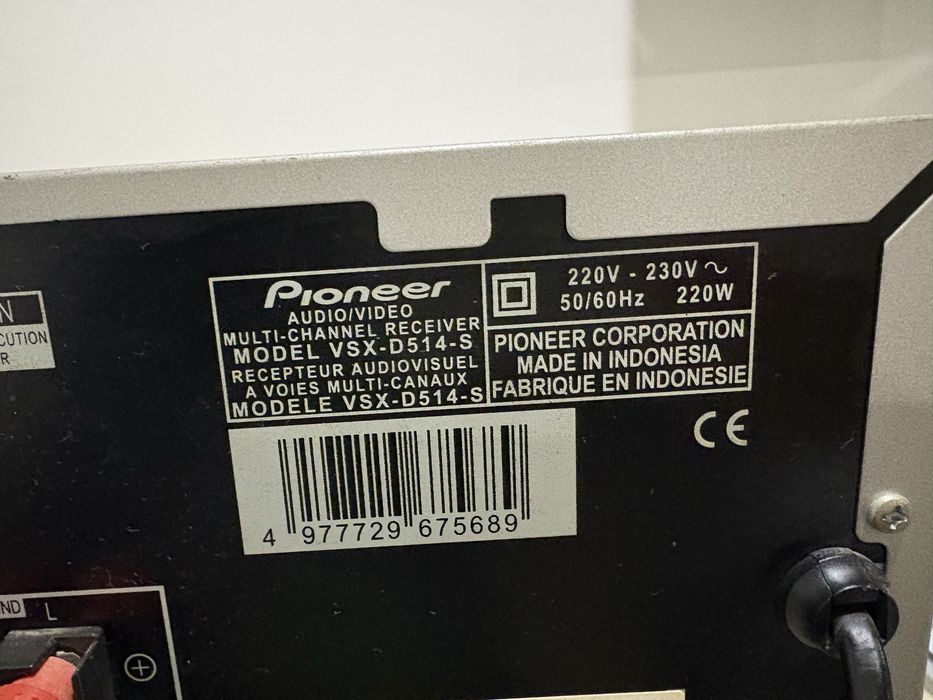 Pioneer
AUDIO/VIDEO
MULTI-CHANNEL RECEIVER
MODEL VSX-D514-S
RECEPTEUR AUDIOVISUEL
A VOIES MULTI-CANAUX
MODELE VSX-D514-S
220V - 230V ~
50/60Hz 220W
PIONEER CORPORATION
MADE IN INDONESIA
FABRIQUE EN INDONESIE
CE
4 977729 675689
L